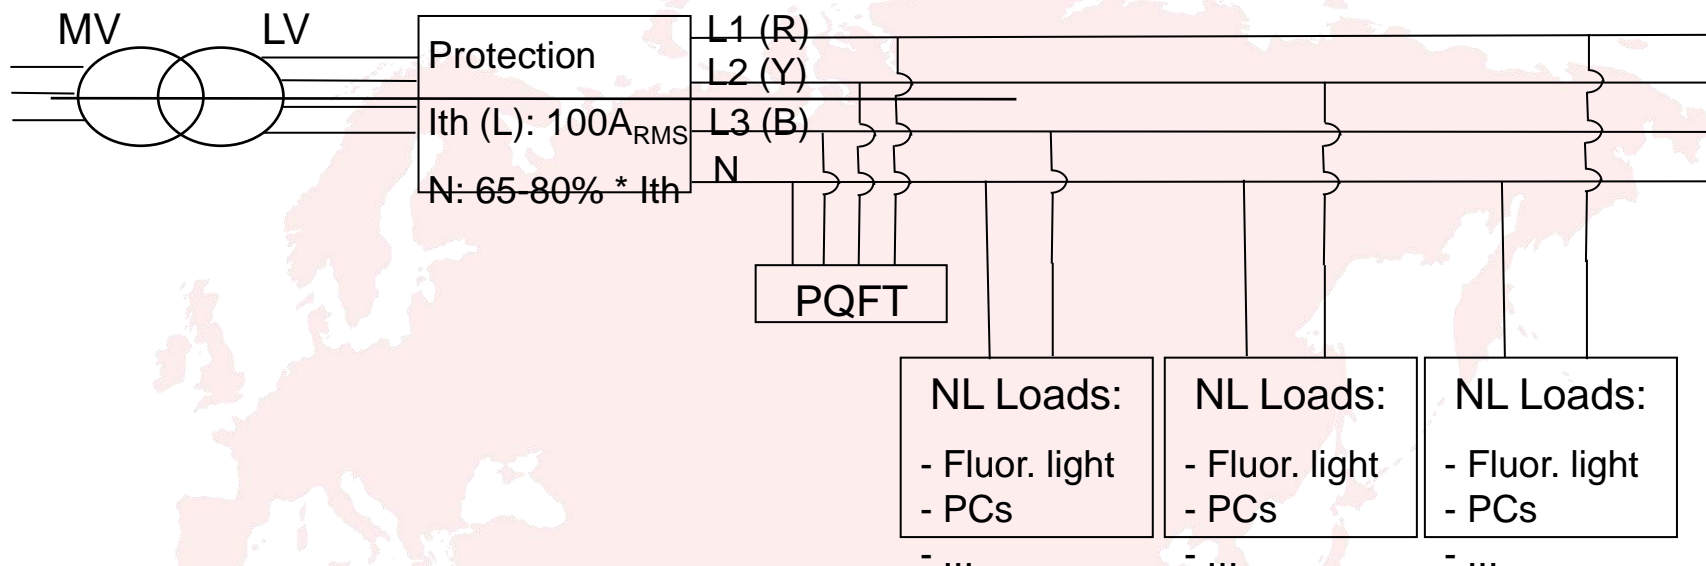 MV
LV
Protection
Ith (L): 100ARMS
N: 65-80% * Ith
L1 (R)
L2 (Y)
L3 (B)
N
PQFT
NL Loads:
- Fluor. light
- PCs
- ...
NL Loads:
- Fluor. light
- PCs
- ...
NL Loads:
- Fluor. light
- PCs
- ...